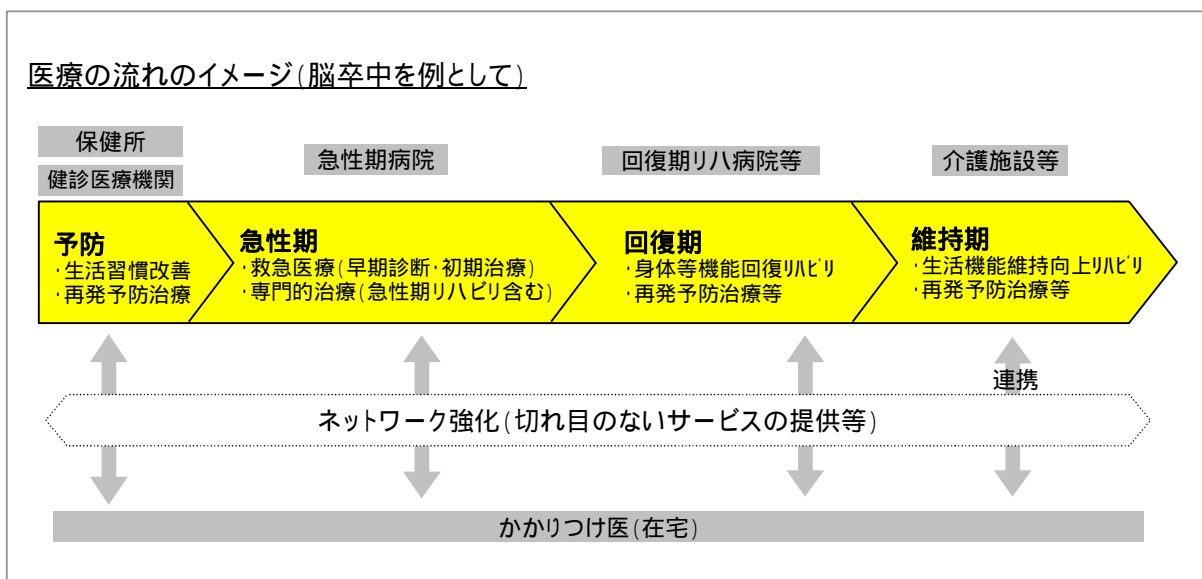 医療の流れのイメージ(脳卒中を例として)
保健所
健診医療機関
急性期病院
回復期リハ病院等
介護施設等
予防
・生活習慣改善
・再発予防治療
急性期
・救急医療(早期診断・初期治療)
・専門的治療(急性期リハビリ含む)
回復期
・身体等機能回復ﾘﾊﾋﾞﾘ
・再発予防治療等
維持期
・生活機能維持向上ﾘﾊﾋﾞﾘ
・再発予防治療等
連携
ネットワーク強化(切れ目のないサービスの提供等)
かかりつけ医(在宅)